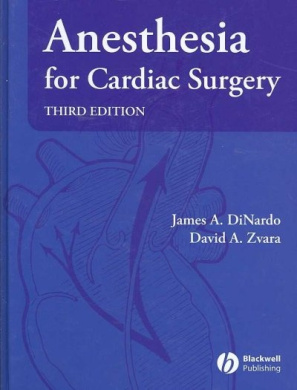 Anesthesia
for Cardiac Surgery
THIRD EDITION
James A. DiNardo
David A. Zvara
Blackwell
Publishing